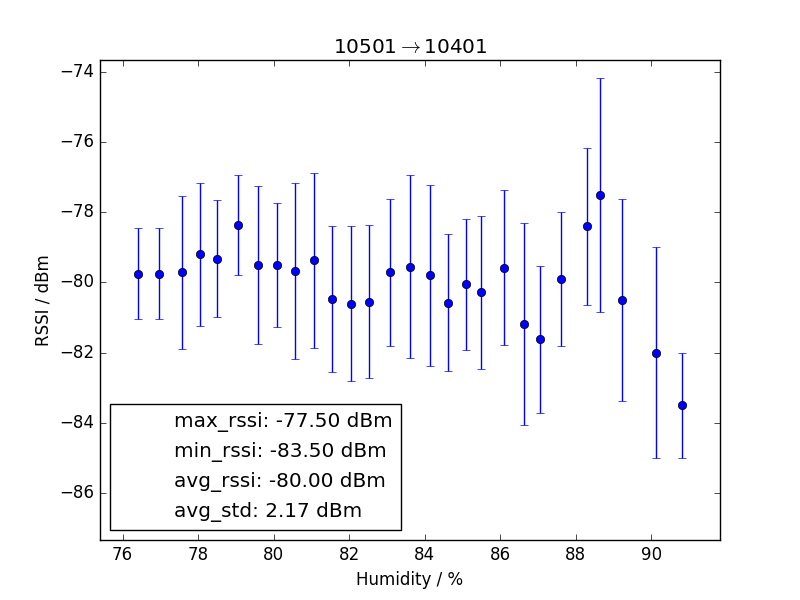 10501→10401
−74
−76
−78
−80
−82
−84
−86
RSSI / dBm
max_rssi: -77.50 dBm
min_rssi: -83.50 dBm
avg_rssi: -80.00 dBm
avg_std: 2.17 dBm
76 78 80 82 84 86 88 90
Humidity / %